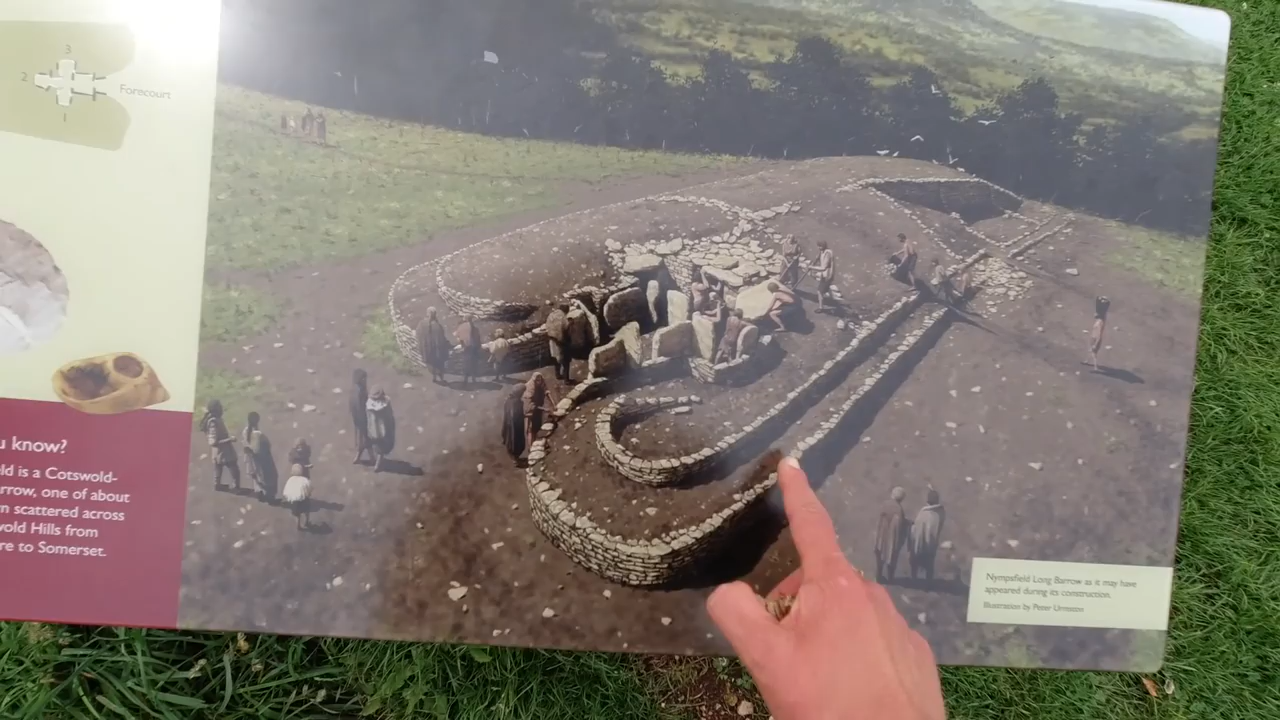 3
2
Forecourt
1
u know?
ld is a Cotswold-
rrow, one of about
n scattered across
wold Hills from
re to Somerset.
Nympsfield Long Barrow as it may have
appeared during its construction.
Illustration by Peter Urmston